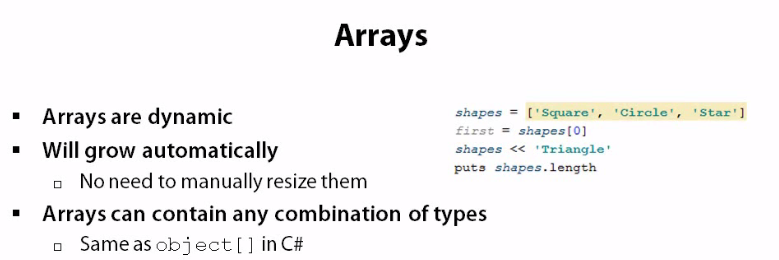 Arrays
▪ Arrays are dynamic
▪ Will grow automatically
▫ No need to manually resize them
▪ Arrays can contain any combination of types
▫ Same as object[] in C#
shapes = ['Square', 'Circle', 'Star']
first = shapes[0]
shapes << 'Triangle'
puts shapes.length